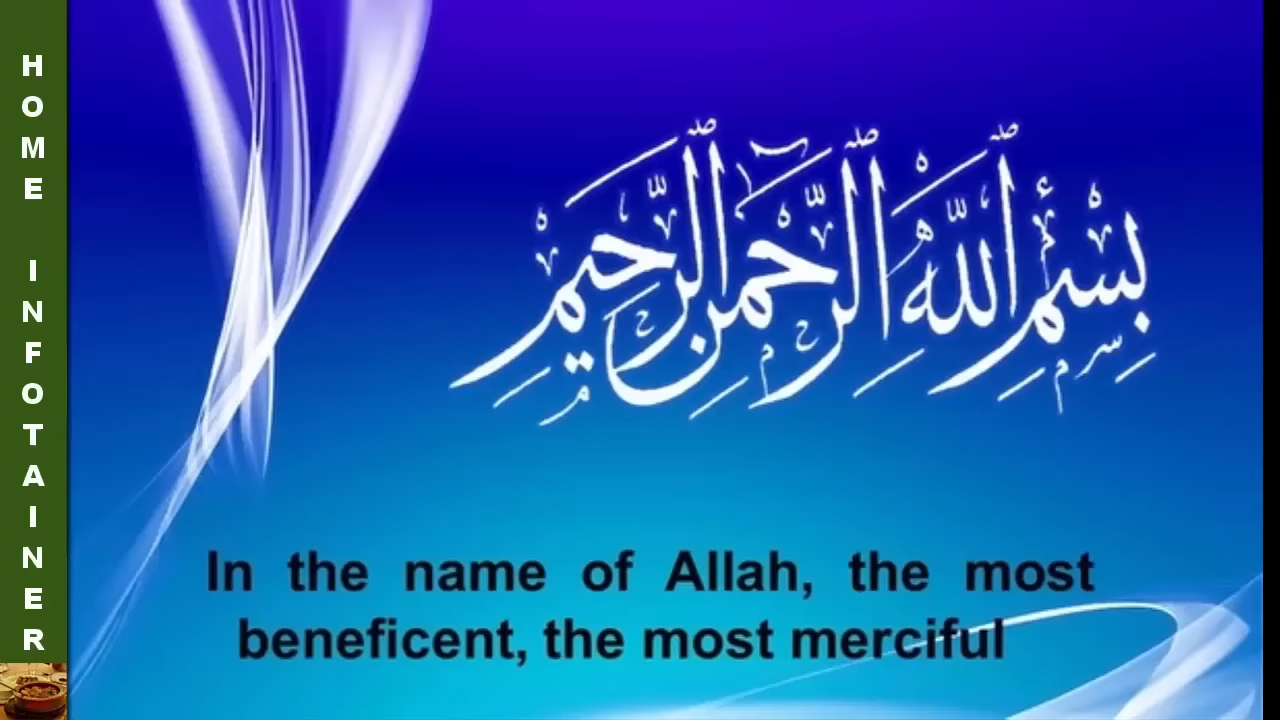 HOME INFOTAINER
بِسْمِ اللَّهِ الرَّحْمَٰنِ الرَّحِيمِ
In the name of Allah, the most
beneficent, the most merciful